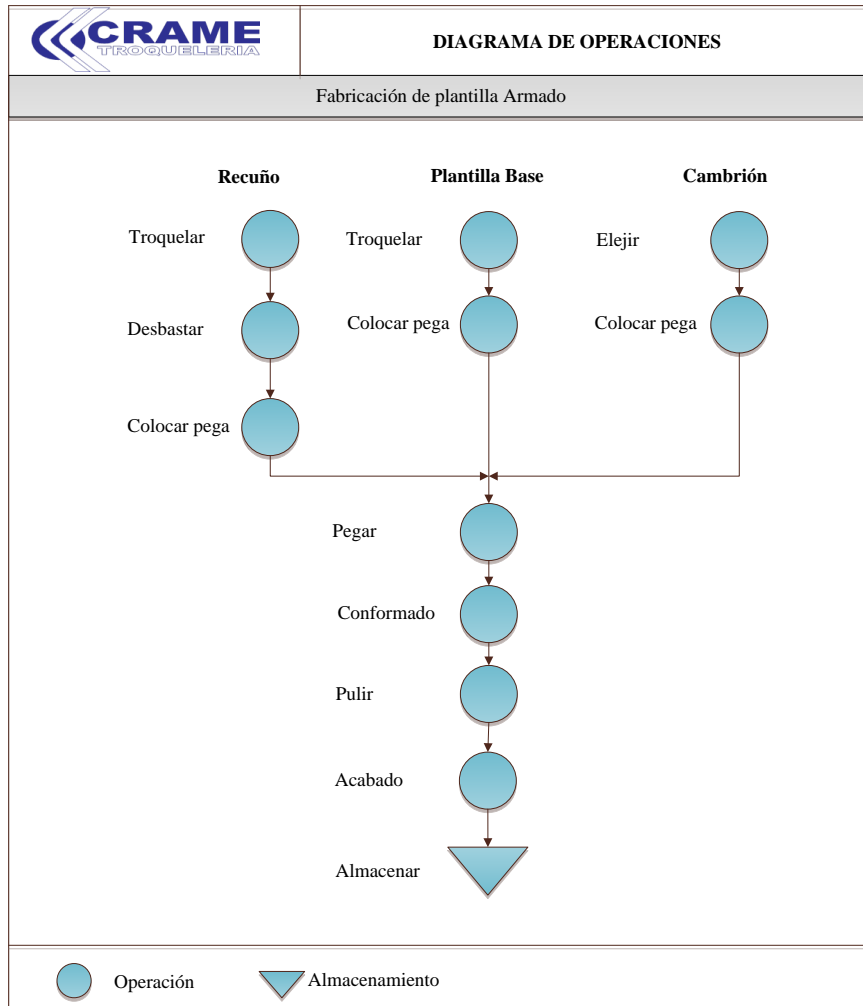 CRAME
TROQUELERIA
DIAGRAMA DE OPERACIONES
Fabricación de plantilla Armado
Recuño
Plantilla Base
Cambrión
Troquelar
Troquelar
Elejir
Desbastar
Colocar pega
Colocar pega
Colocar pega
Pegar
Conformado
Pulir
Acabado
Almacenar
Operación
Almacenamiento